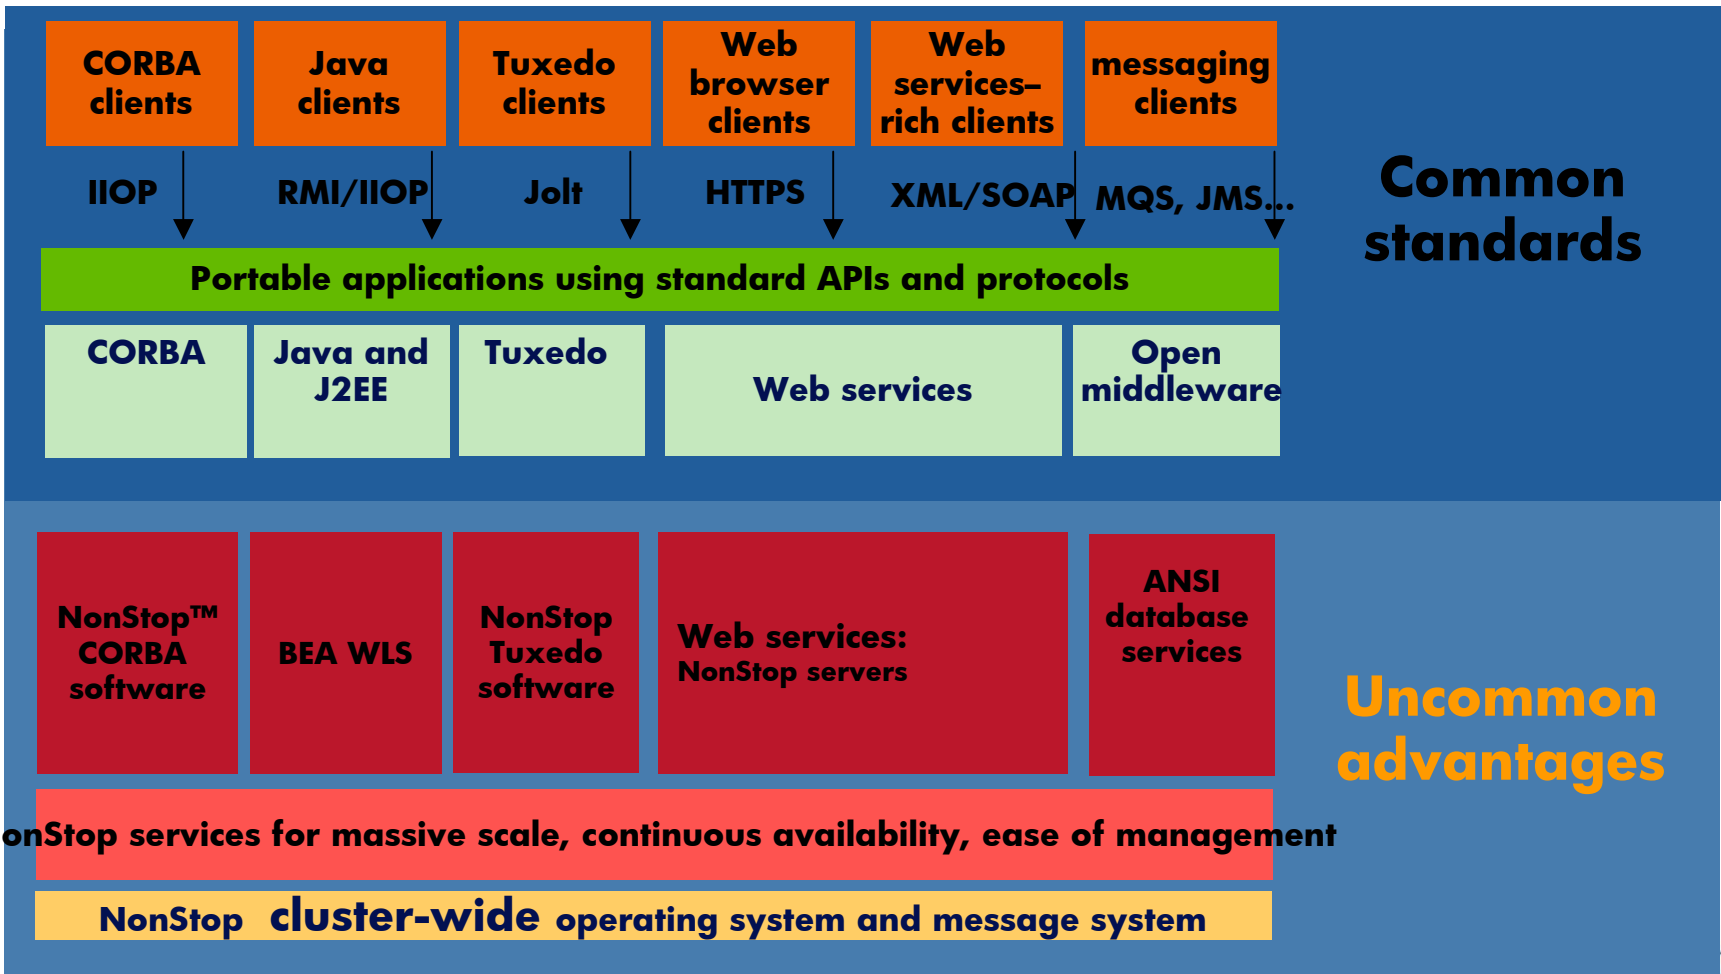 CORBA
clients
Java
clients
Tuxedo
clients
Web
browser
clients
Web
services–
rich clients
messaging
clients
IIOP
RMI/IIOP
Jolt
HTTPS
XML/SOAP
MQS, JMS...
Common
standards
Portable applications using standard APIs and protocols
CORBA
Java and
J2EE
Tuxedo
Web services
Open
middleware
NonStop™
CORBA
software
BEA WLS
NonStop
Tuxedo
software
Web services:
NonStop servers
ANSI
database
services
Uncommon
advantages
onStop services for massive scale, continuous availability, ease of management
NonStop cluster-wide operating system and message system